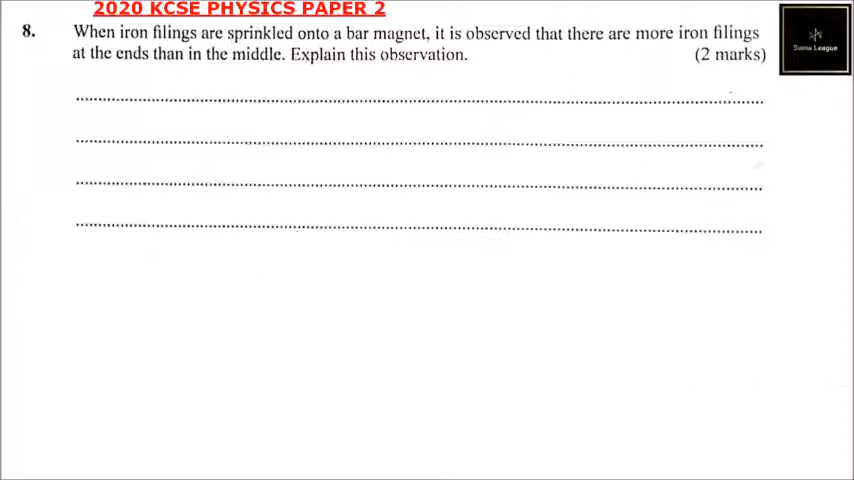 2020 KCSE PHYSICS PAPER 2
8. When iron filings are sprinkled onto a bar magnet, it is observed that there are more iron filings
at the ends than in the middle. Explain this observation. (2 marks)
Soma League